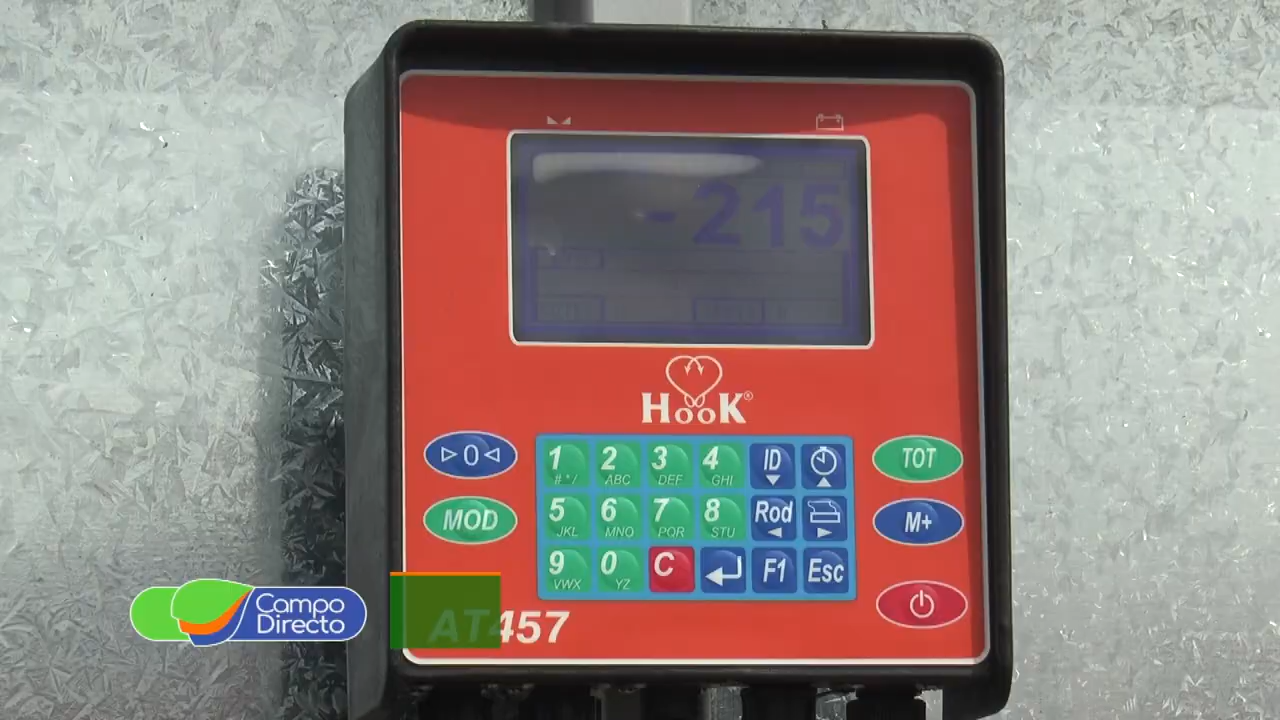 -215
HooK®
▷0◁
1 2 3 4 ID
#*/ ABC DEF GHI
TOT
MOD
5 6 7 8 Rod
JKL MNO PQR STU
M+
9 0 C F1 Esc
VWX YZ
AT457
Campo
Directo